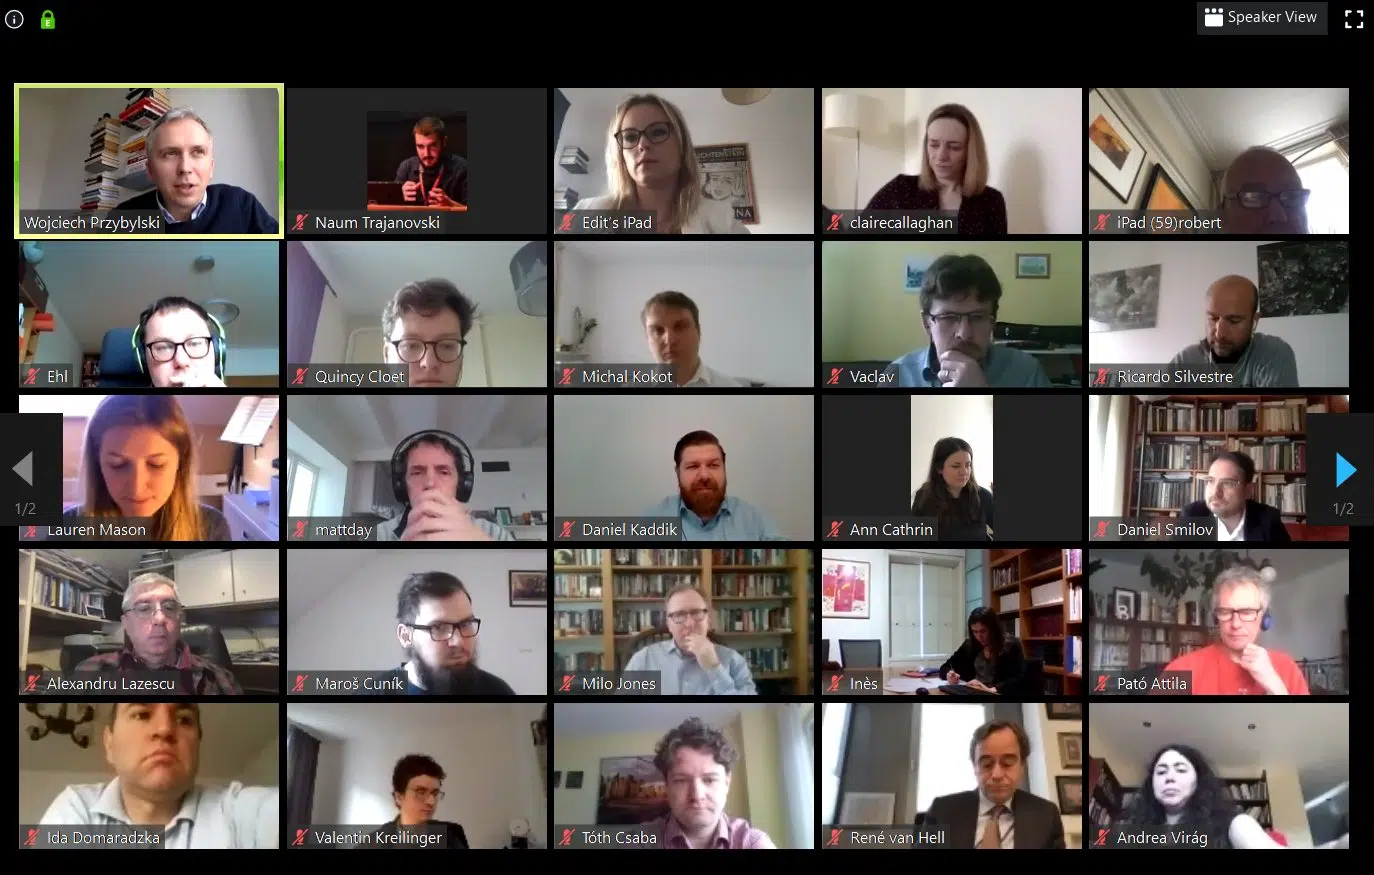 Speaker View
Wojciech Przybylski
Naum Trajanovski
Edit's iPad
clairecallaghan
iPad (59)robert
Ehl
Quincy Cloet
Michal Kokot
Vaclav
Ricardo Silvestre
1/2
Lauren Mason
mattday
Daniel Kaddik
Ann Cathrin
Daniel Smilov
1/2
Alexandru Lazescu
Maroš Cuník
Milo Jones
Inès
Pató Attila
Ida Domaradzka
Valentin Kreilinger
Tóth Csaba
René van Hell
Andrea Virág